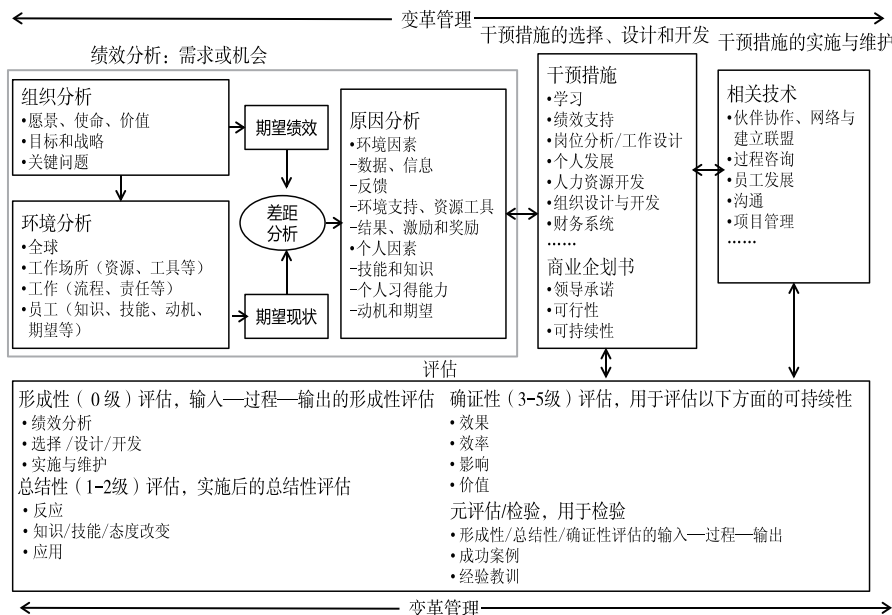 变革管理
绩效分析：需求或机会
组织分析
•愿景、使命、价值
•目标和战略
•关键问题
环境分析
•全球
•工作场所（资源、工具等）
•工作（流程、责任等）
•员工（知识、技能、动机、
期望等）
期望绩效
差距
分析
期望现状
原因分析
•环境因素
–数据、信息
–反馈
–环境支持、资源工具
–结果、激励和奖励
•个人因素
–技能和知识
–个人习得能力
–动机和期望
干预措施的选择、设计和开发
干预措施
•学习
•绩效支持
•岗位分析/工作设计
•个人发展
•人力资源开发
•组织设计与开发
•财务系统
……
商业企划书
•领导承诺
•可行性
•可持续性
干预措施的实施与维护
相关技术
•伙伴协作、网络与
建立联盟
•过程咨询
•员工发展
•沟通
•项目管理
……
评估
形成性（0级）评估，输入—过程—输出的形成性评估
•绩效分析
•选择/设计/开发
•实施与维护
总结性（1-2级）评估，实施后的总结性评估
•反应
•知识/技能/态度改变
•应用
确证性（3-5级）评估，用于评估以下方面的可持续性
•效果
•效率
•影响
•价值
元评估/检验，用于检验
•形成性/总结性/确证性评估的输入—过程—输出
•成功案例
•经验教训
变革管理